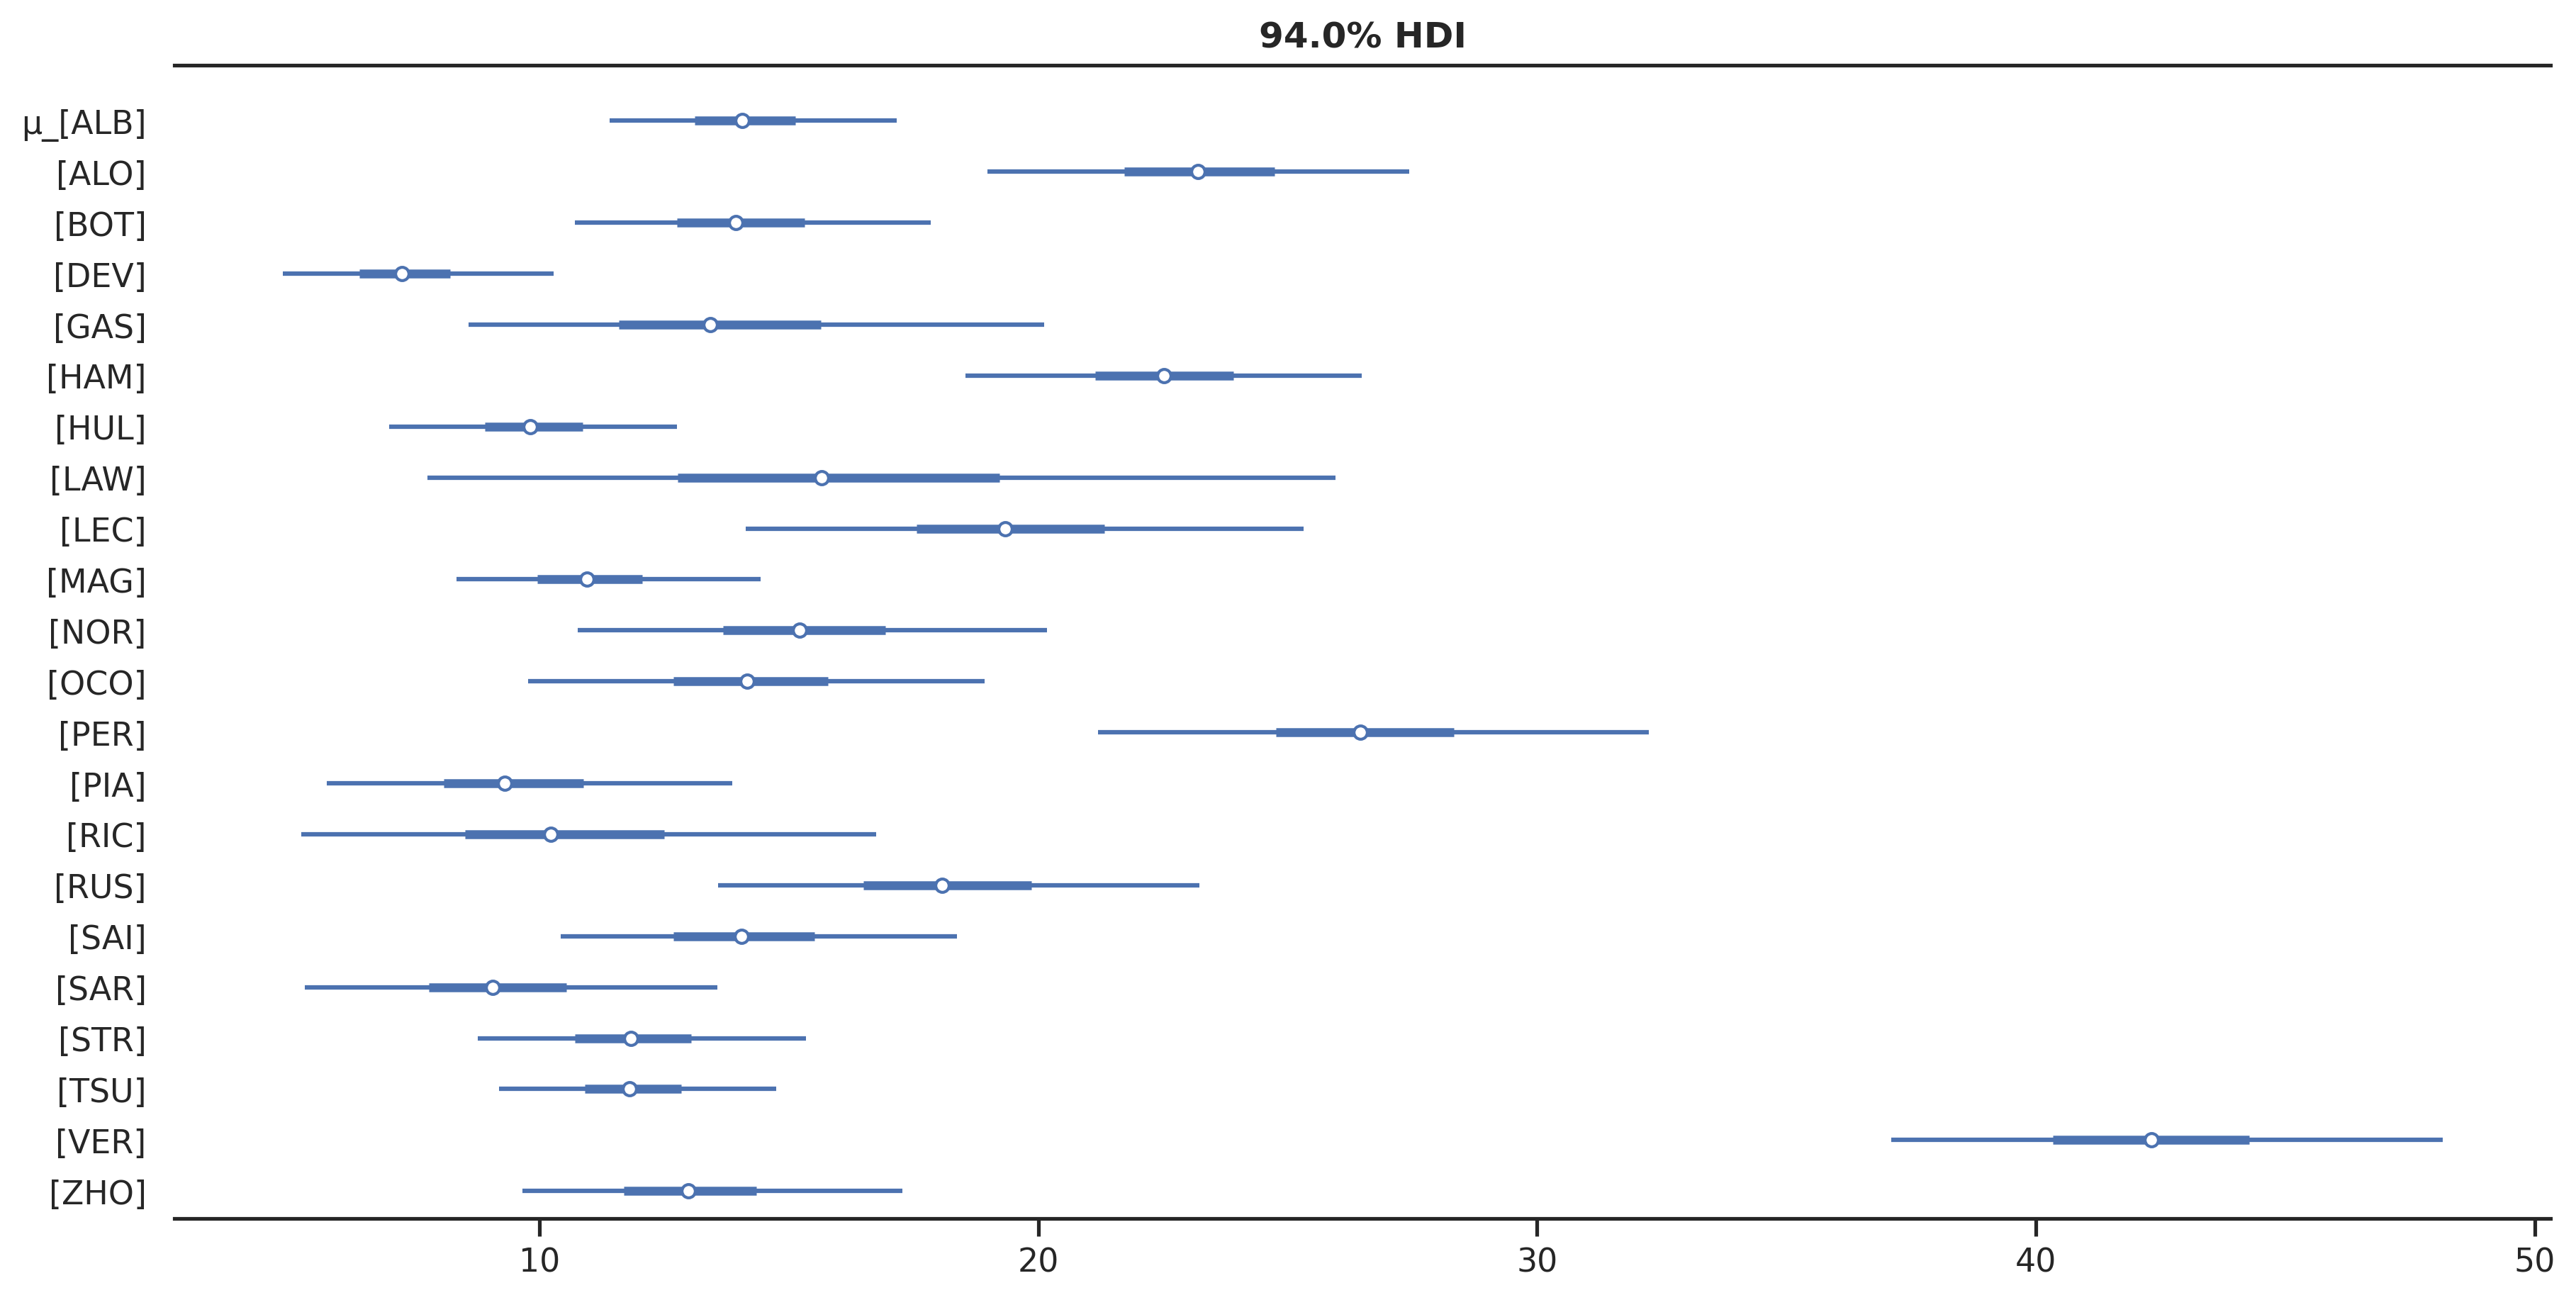 94.0% HDI
μ_[ALB]
[ALO]
[BOT]
[DEV]
[GAS]
[HAM]
[HUL]
[LAW]
[LEC]
[MAG]
[NOR]
[OCO]
[PER]
[PIA]
[RIC]
[RUS]
[SAI]
[SAR]
[STR]
[TSU]
[VER]
[ZHO]
10 20 30 40 50